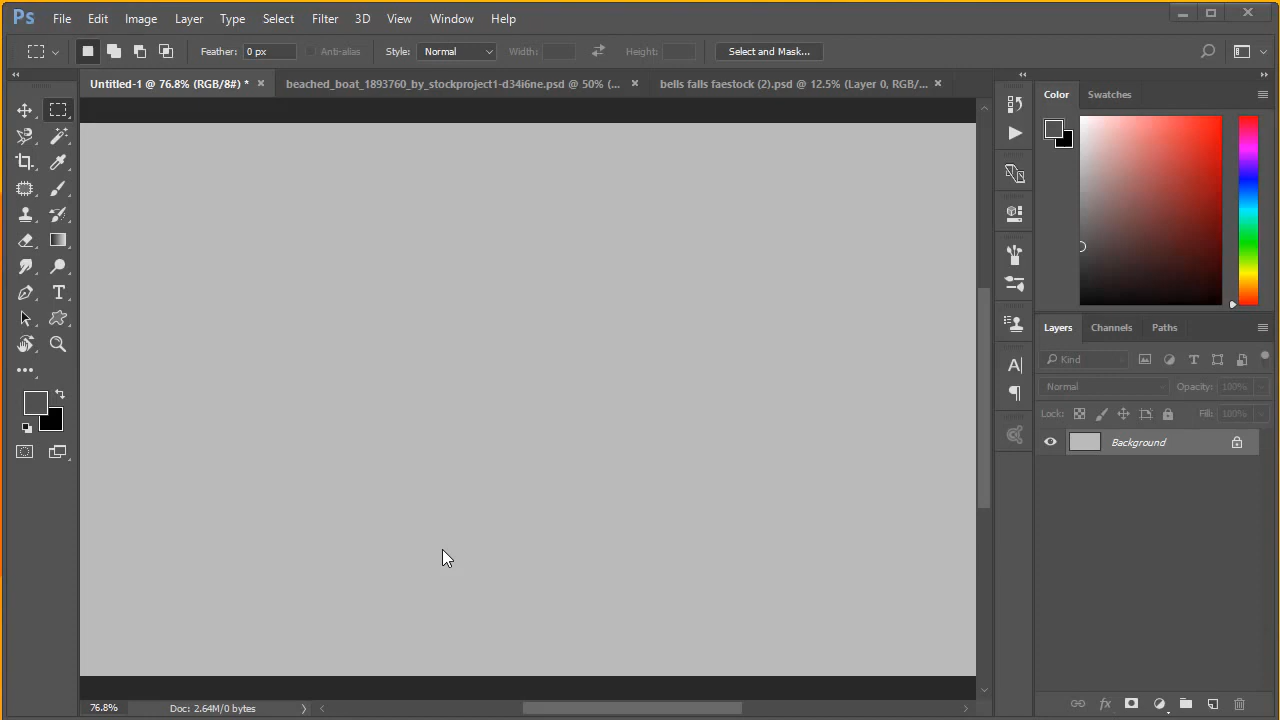 Ps File Edit Image Layer Type Select Filter 3D View Window Help
Feather: 0 px Anti-alias Style: Normal Width: Height: Select and Mask...
Untitled-1 @ 76.8% (RGB/8#) * beached_boat_1893760_by_stockproject1-d34i6ne.psd @ 50% (... bells falls faestock (2).psd @ 12.5% (Layer 0, RGB/...
Color Swatches
Layers Channels Paths
Kind
Normal Opacity: 100%
Lock: Fill: 100%
Background
76.8% Doc: 2.64M/0 bytes